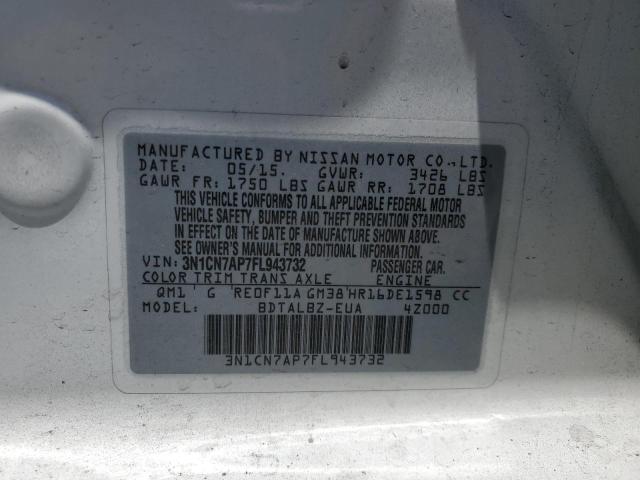 MANUFACTURED BY NISSAN MOTOR CO., LTD.
DATE: 05/15. GVWR: 3426 LBS
GAWR FR: 1750 LBS GAWR RR: 1708 LBS
THIS VEHICLE CONFORMS TO ALL APPLICABLE FEDERAL MOTOR
VEHICLE SAFETY, BUMPER AND THEFT PREVENTION STANDARDS
IN EFFECT ON THE DATE OF MANUFACTURE SHOWN ABOVE.
SEE OWNER'S MANUAL FOR ADDITIONAL INFORMATION.
VIN: 3N1CN7AP7FL943732 PASSENGER CAR.
COLOR TRIM TRANS AXLE ENGINE
QM1 G RE0F11A GM38 HR16DE1598 CC
MODEL: BDTALBZ-EUA 4Z000
3N1CN7AP7FL943732